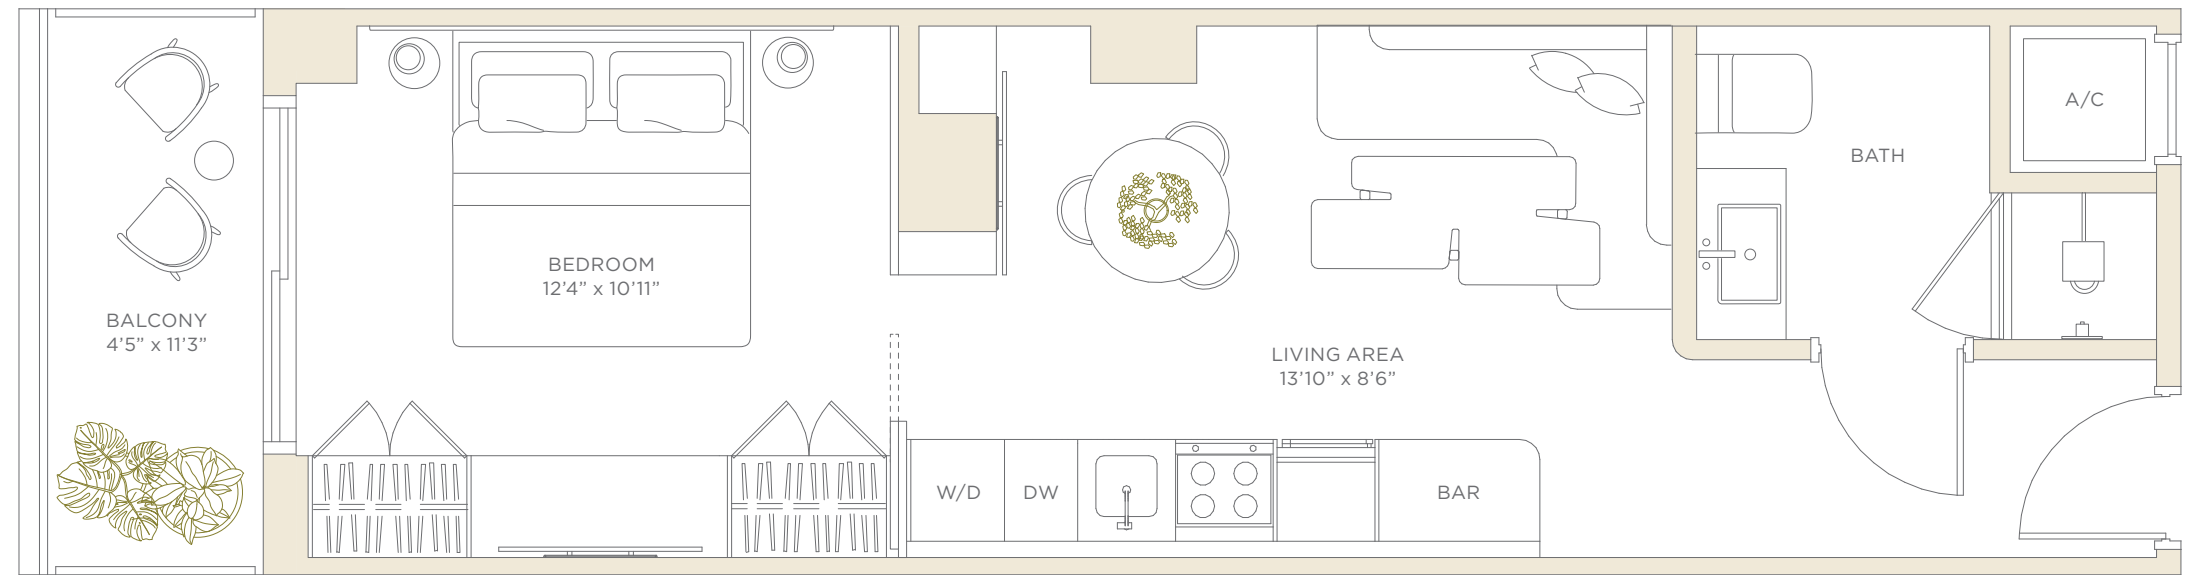 BALCONY
4’5” x 11’3”
BEDROOM
12’4” x 10’11”
LIVING AREA
13’10” x 8’6”
W/D
DW
BAR
BATH
A/C